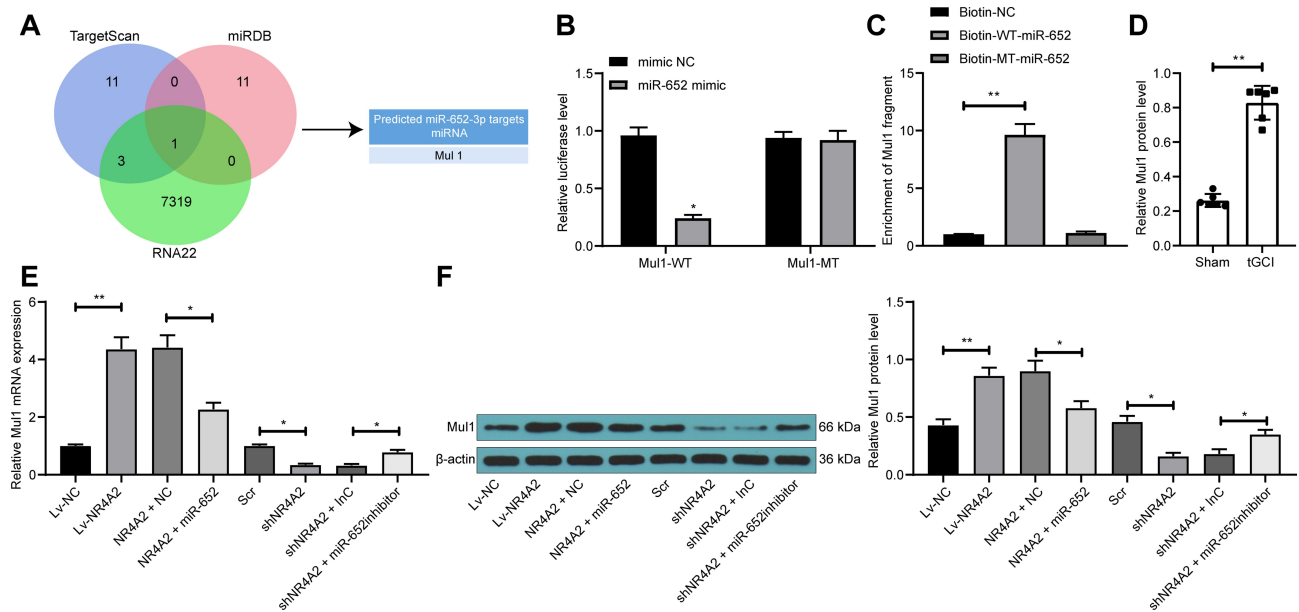 A
TargetScan
miRDB
11
0
11
1
3
0
7319
RNA22
Predicted miR-652-3p targets
miRNA
Mul 1
B
mimic NC
miR-652 mimic
Relative luciferase level
1.5
1.0
0.5
0.0
*
Mul1-WT
Mul1-MT
C
Biotin-NC
Biotin-WT-miR-652
Biotin-MT-miR-652
Enrichment of Mul1 fragment
15
10
5
0
**
D
Relative Mul1 protein level
1.0
0.8
0.6
0.4
0.2
0.0
**
Sham
tGCI
E
Relative Mul1 mRNA expression
6
4
2
0
**
*
*
*
Lv-NC
Lv-NR4A2
NR4A2 + NC
NR4A2 + miR-652
Scr
shNR4A2
shNR4A2 + InC
shNR4A2 + miR-652inhibitor
F
Mul1
66 kDa
β-actin
36 kDa
Lv-NC
Lv-NR4A2
NR4A2 + NC
NR4A2 + miR-652
Scr
shNR4A2
shNR4A2 + InC
shNR4A2 + miR-652inhibitor
Relative Mul1 protein level
1.5
1.0
0.5
0.0
**
*
*
*
Lv-NC
Lv-NR4A2
NR4A2 + NC
NR4A2 + miR-652
Scr
shNR4A2
shNR4A2 + InC
shNR4A2 + miR-652inhibitor